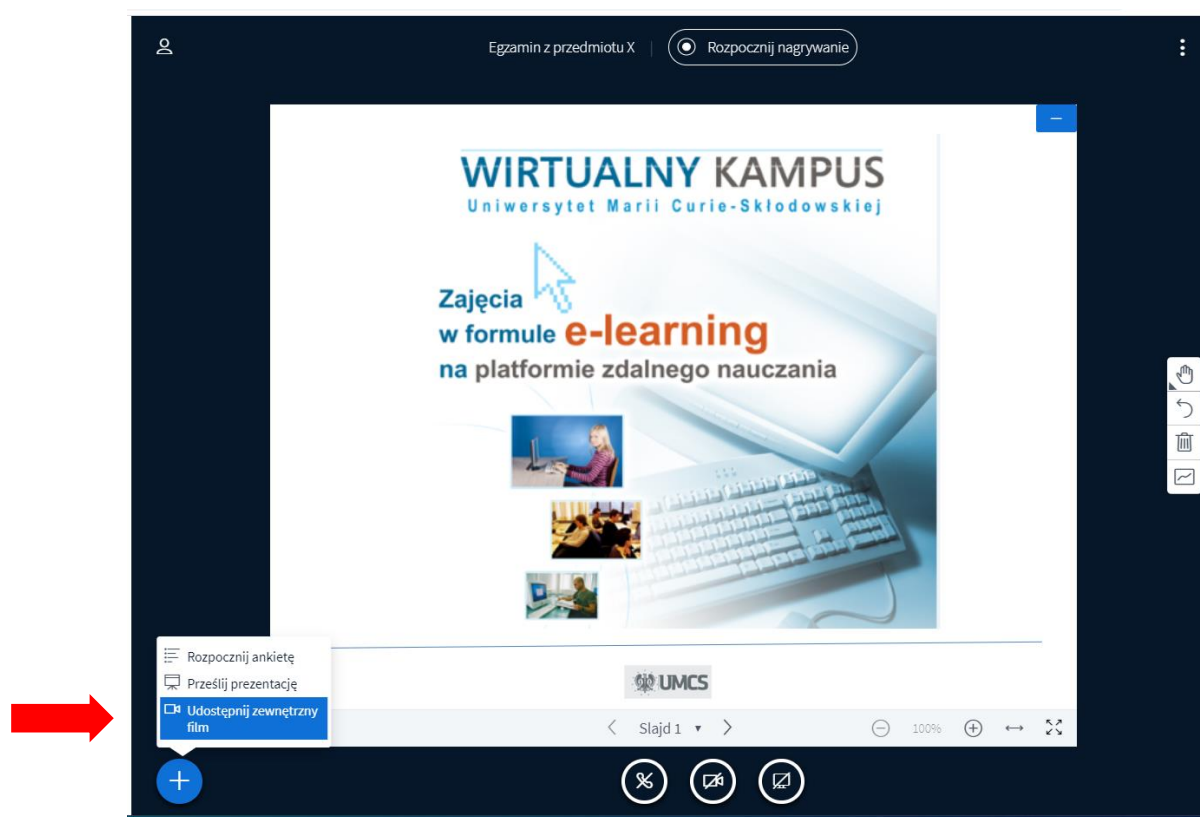 Egzamin z przedmiotu X
Rozpocznij nagrywanie
WIRTUALNY KAMPUS
Uniwersytet Marii Curie-Skłodowskiej
Zajęcia
w formule e-learning
na platformie zdalnego nauczania
Rozpocznij ankietę
Prześlij prezentację
Udostępnij zewnętrzny
film
UMCS
Slajd 1
100%